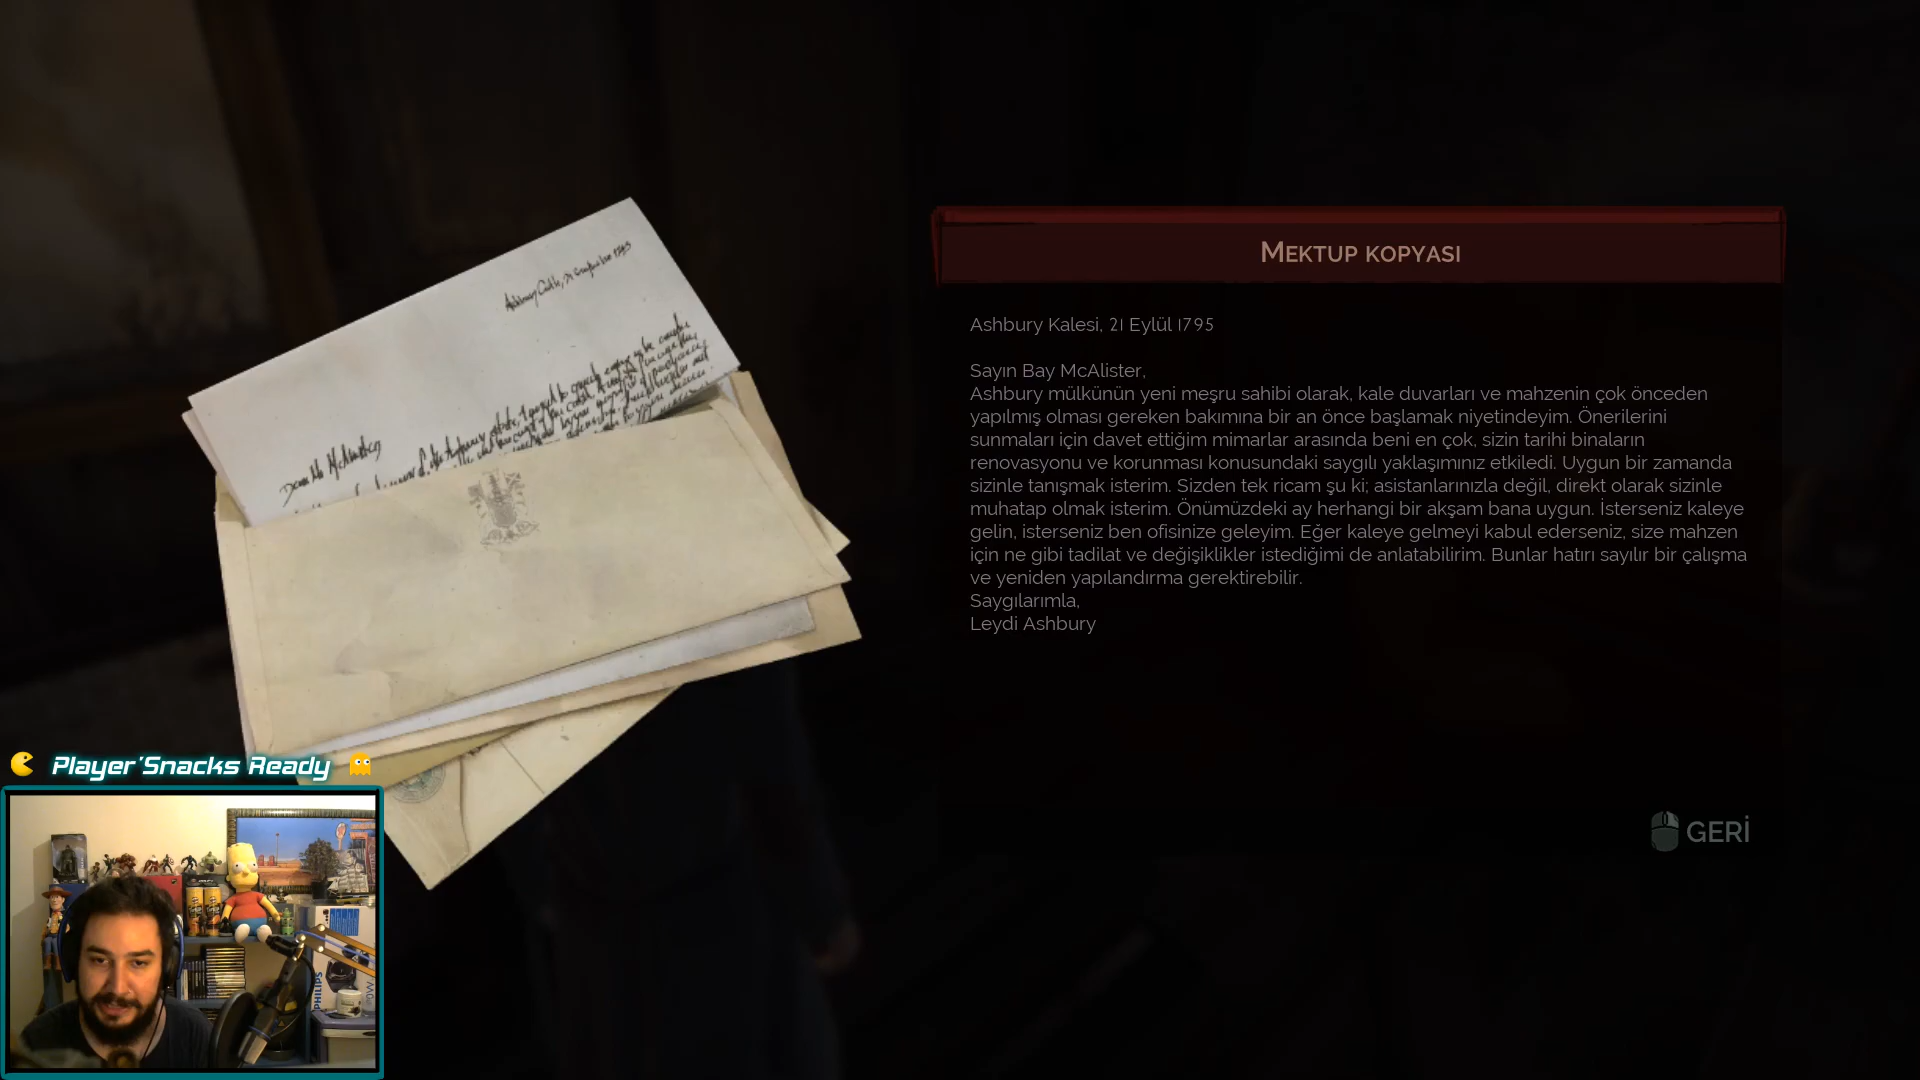 MEKTUP KOPYASI
Ashbury Kalesi, 21 Eylül 1795
Sayın Bay McAlister,
Ashbury mülkünün yeni meşru sahibi olarak, kale duvarları ve mahzenin çok önceden
yapılmış olması gereken bakımına bir an önce başlamak niyetindeyim. Önerilerini
sunmaları için davet ettiğim mimarlar arasında beni en çok, sizin tarihi binaların
renovasyonu ve korunması konusundaki saygılı yaklaşımınız etkiledi. Uygun bir zamanda
sizinle tanışmak isterim. Sizden tek ricam şu ki; asistanlarınızla değil, direkt olarak sizinle
muhatap olmak isterim. Önümüzdeki ay herhangi bir akşam bana uygun. İsterseniz kaleye
gelin, isterseniz ben ofisinize geleyim. Eğer kaleye gelmeyi kabul ederseniz, size mahzen
için ne gibi tadilat ve değişiklikler istediğimi de anlatabilirim. Bunlar hatırı sayılır bir çalışma
ve yeniden yapılandırma gerektirebilir.
Saygılarımla,
Leydi Ashbury
GERİ
Player'Snacks Ready
PHILIPS